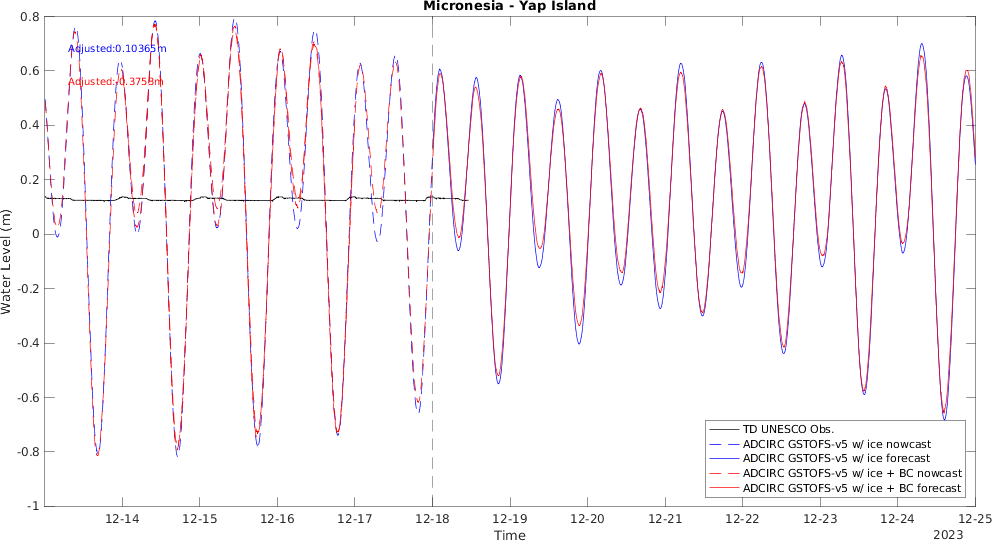 Micronesia - Yap Island
Adjusted:0.10365m
Adjusted:-0.3758m
Water Level (m)
0.8
0.6
0.4
0.2
0
-0.2
-0.4
-0.6
-0.8
-1
TD UNESCO Obs.
ADCIRC GSTOFS-v5 w/ ice nowcast
ADCIRC GSTOFS-v5 w/ ice forecast
ADCIRC GSTOFS-v5 w/ ice + BC nowcast
ADCIRC GSTOFS-v5 w/ ice + BC forecast
12-14 12-15 12-16 12-17 12-18 12-19 12-20 12-21 12-22 12-23 12-24 12-25
Time
2023